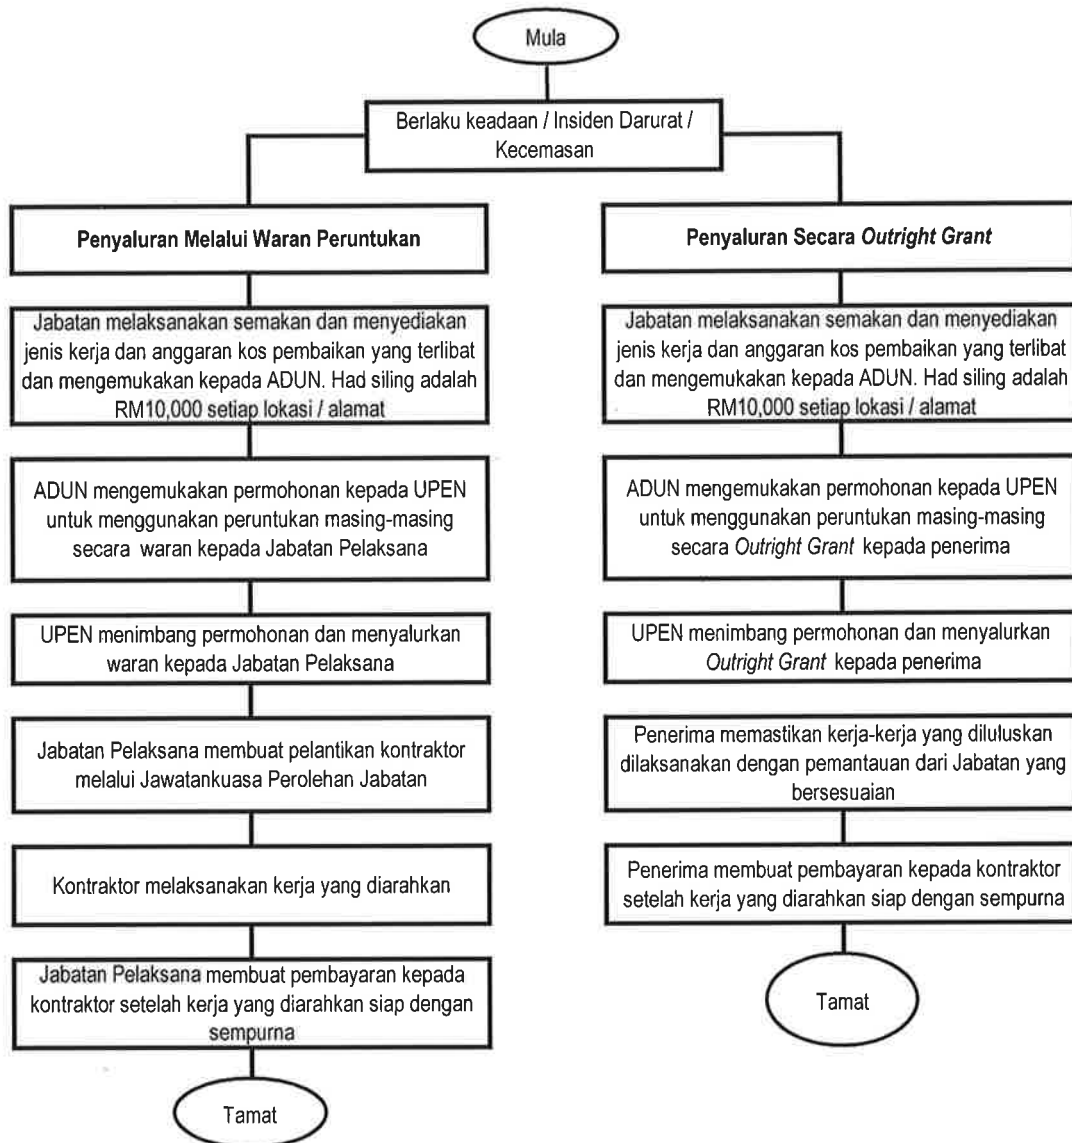 Mula
Berlaku keadaan / Insiden Darurat /
Kecemasan
Penyaluran Melalui Waran Peruntukan
Jabatan melaksanakan semakan dan menyediakan
jenis kerja dan anggaran kos pembaikan yang terlibat
dan mengemukakan kepada ADUN. Had siling adalah
RM10,000 setiap lokasi / alamat
ADUN mengemukakan permohonan kepada UPEN
untuk menggunakan peruntukan masing-masing
secara waran kepada Jabatan Pelaksana
UPEN menimbang permohonan dan menyalurkan
waran kepada Jabatan Pelaksana
Jabatan Pelaksana membuat pelantikan kontraktor
melalui Jawatankuasa Perolehan Jabatan
Kontraktor melaksanakan kerja yang diarahkan
Jabatan Pelaksana membuat pembayaran kepada
kontraktor setelah kerja yang diarahkan siap dengan
sempurna
Tamat
Penyaluran Secara Outright Grant
Jabatan melaksanakan semakan dan menyediakan
jenis kerja dan anggaran kos pembaikan yang terlibat
dan mengemukakan kepada ADUN. Had siling adalah
RM10,000 setiap lokasi / alamat
ADUN mengemukakan permohonan kepada UPEN
untuk menggunakan peruntukan masing-masing
secara Outright Grant kepada penerima
UPEN menimbang permohonan dan menyalurkan
Outright Grant kepada penerima
Penerima memastikan kerja-kerja yang diluluskan
dilaksanakan dengan pemantauan dari Jabatan yang
bersesuaian
Penerima membuat pembayaran kepada kontraktor
setelah kerja yang diarahkan siap dengan sempurna
Tamat